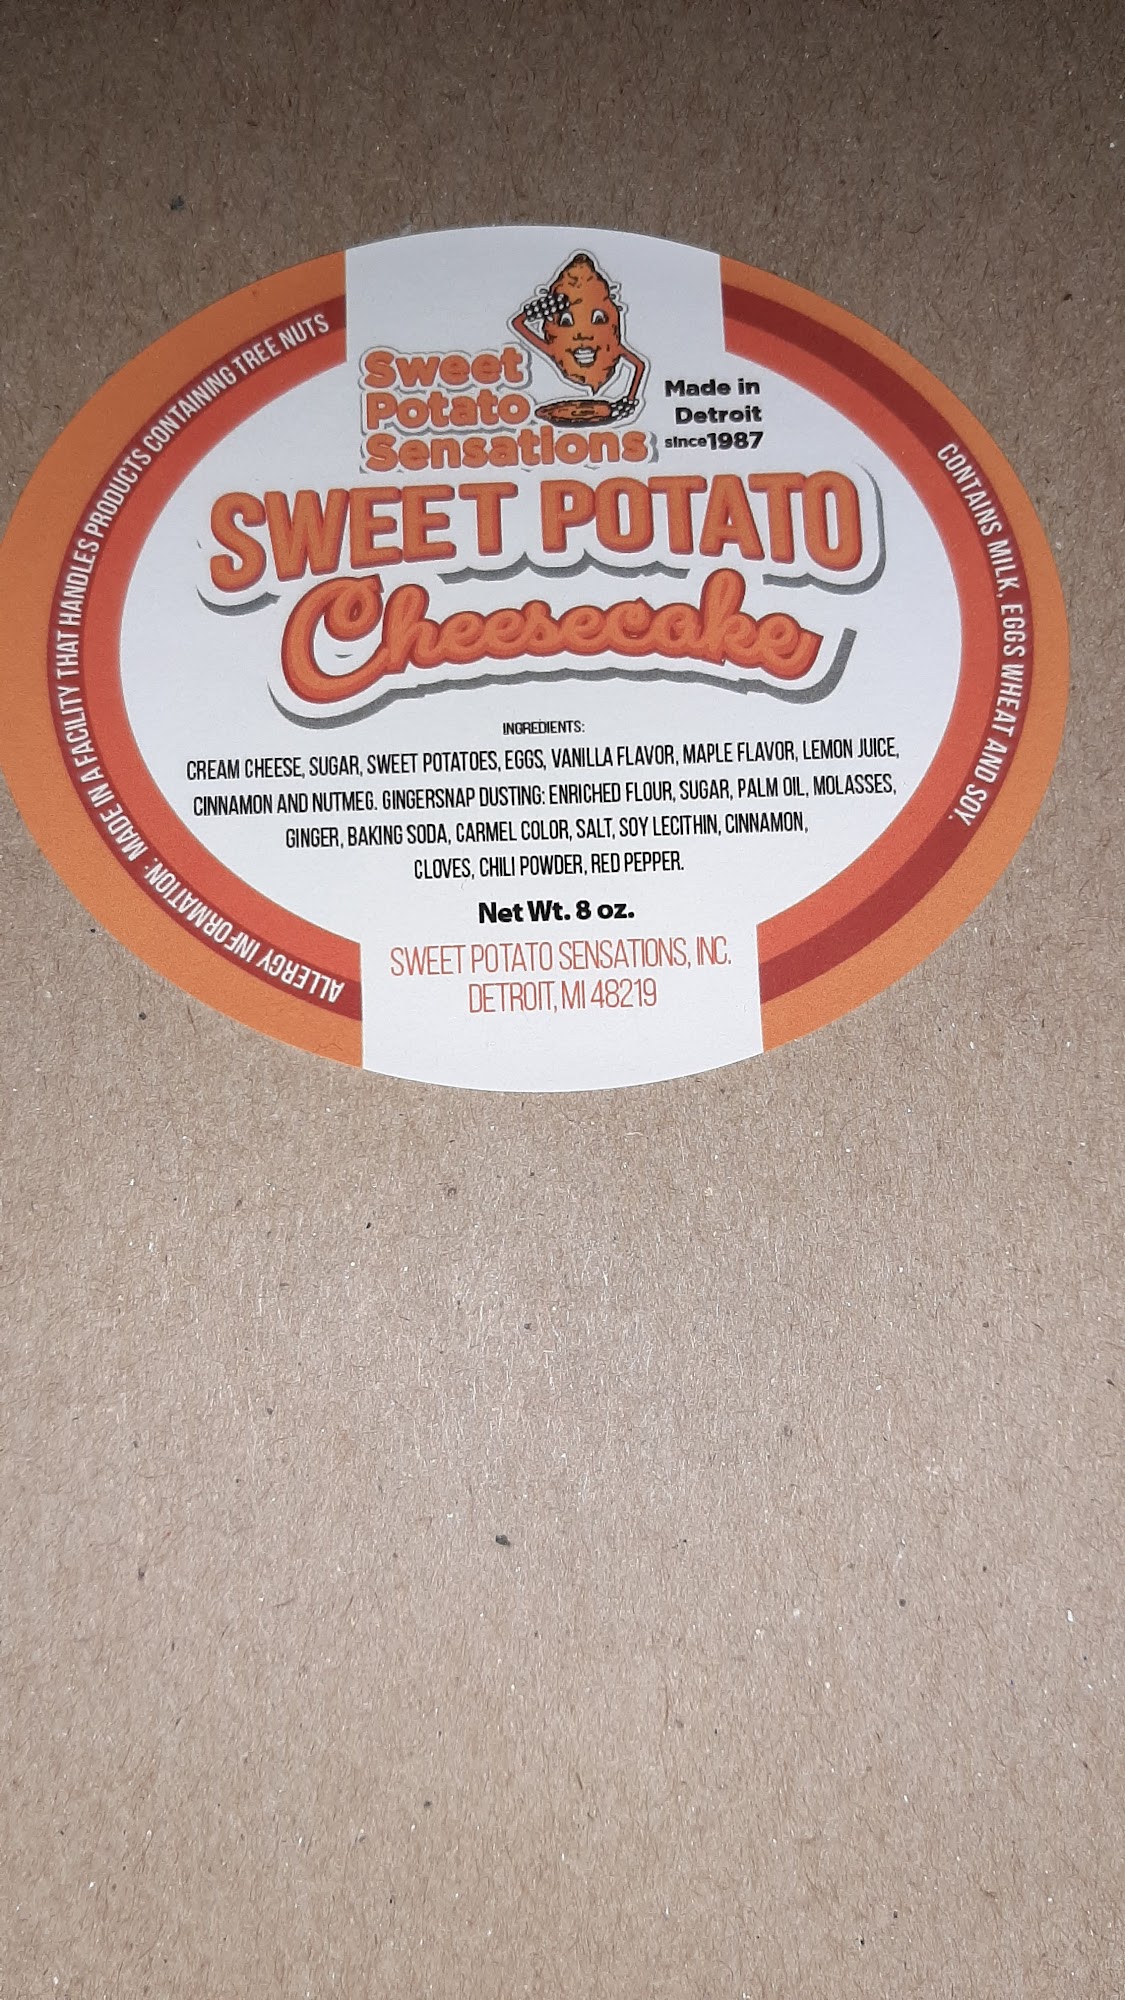 Sweet
Potato
Sensations
Made in
Detroit
since 1987
SWEET POTATO
Cheesecake
INGREDIENTS:
CREAM CHEESE, SUGAR, SWEET POTATOES, EGGS, VANILLA FLAVOR, MAPLE FLAVOR, LEMON JUICE,
CINNAMON AND NUTMEG. GINGERSNAP DUSTING: ENRICHED FLOUR, SUGAR, PALM OIL, MOLASSES,
GINGER, BAKING SODA, CARMEL COLOR, SALT, SOY LECITHIN, CINNAMON,
CLOVES, CHILI POWDER, RED PEPPER.
Net Wt. 8 oz.
SWEET POTATO SENSATIONS, INC.
DETROIT, MI 48219
ALLERGY INFORMATION: MADE IN A FACILITY THAT HANDLES PRODUCTS CONTAINING TREE NUTS
CONTAINS MILK, EGGS WHEAT AND SOY.